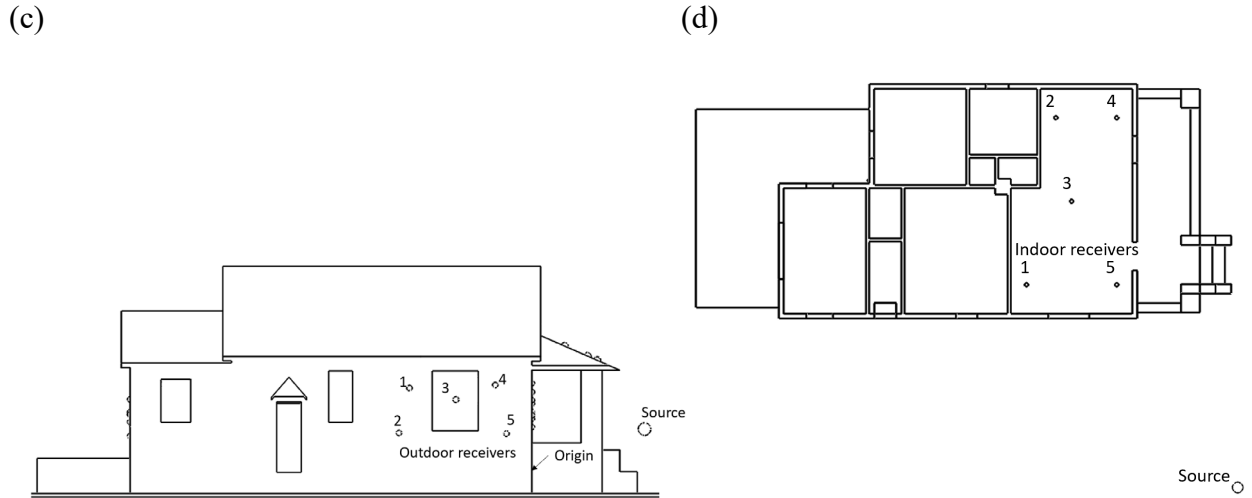 (c)
1
3
4
2
5
Source
Outdoor receivers
Origin
(d)
2
4
3
Indoor receivers
1
5
Source